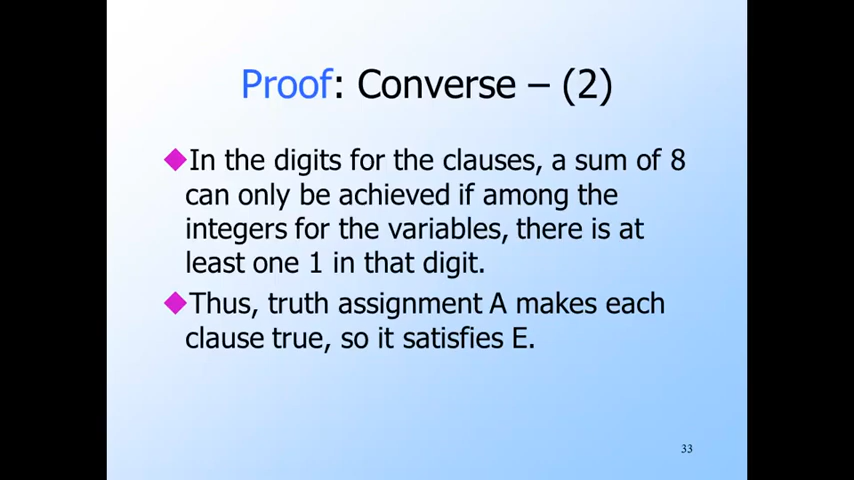 Proof: Converse – (2)
In the digits for the clauses, a sum of 8
can only be achieved if among the
integers for the variables, there is at
least one 1 in that digit.
Thus, truth assignment A makes each
clause true, so it satisfies E.
33